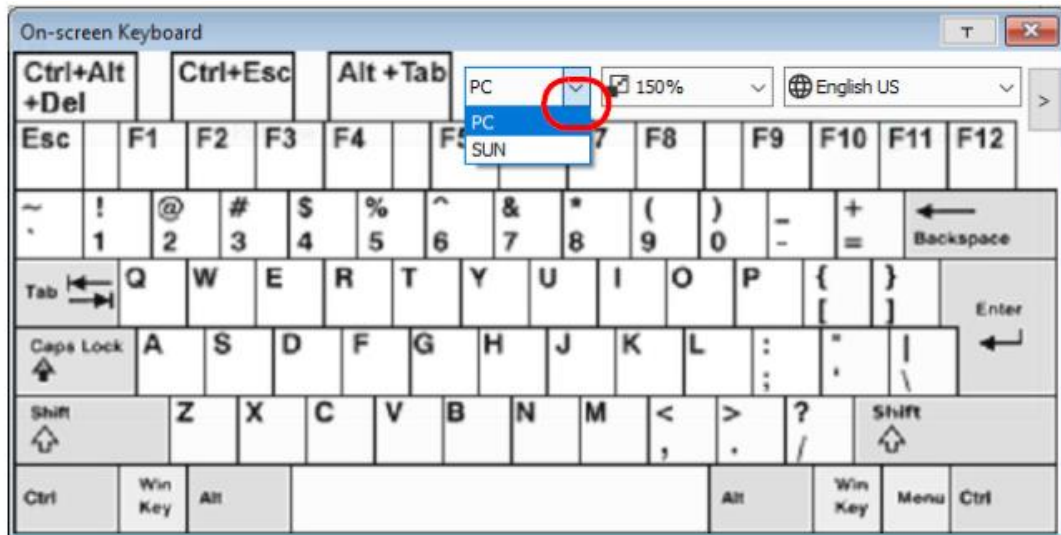 On-screen Keyboard T
Ctrl+Alt
+Del
Ctrl+Esc
Alt +Tab
PC
150%
English US
>
PC
SUN
Esc F1 F2 F3 F4 F5 7 F8 F9 F10 F11 F12
~ ! @ # $ % ^ & * ( ) _ +
` 1 2 3 4 5 6 7 8 9 0 - = Backspace
Tab Q W E R T Y U I O P { }
[ ] Enter
Caps Lock A S D F G H J K L : " |
; ' \
Shift Z X C V B N M < > ? Shift
, . /
Ctrl Win Key Alt Alt Win Key Menu Ctrl